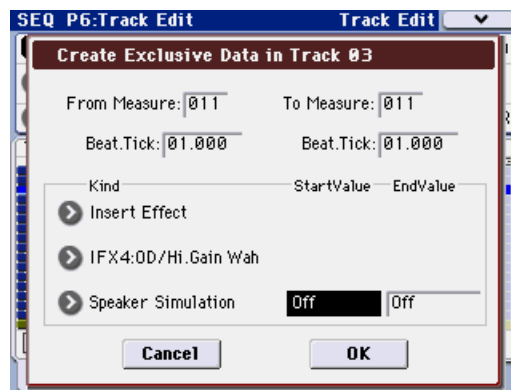 SEQ P6:Track Edit Track Edit
Create Exclusive Data in Track 03
From Measure: 011 To Measure: 011
Beat.Tick: 01.000 Beat.Tick: 01.000
Kind StartValue EndValue
Insert Effect
IFX4:OD/Hi.Gain Wah
Speaker Simulation Off Off
Cancel OK